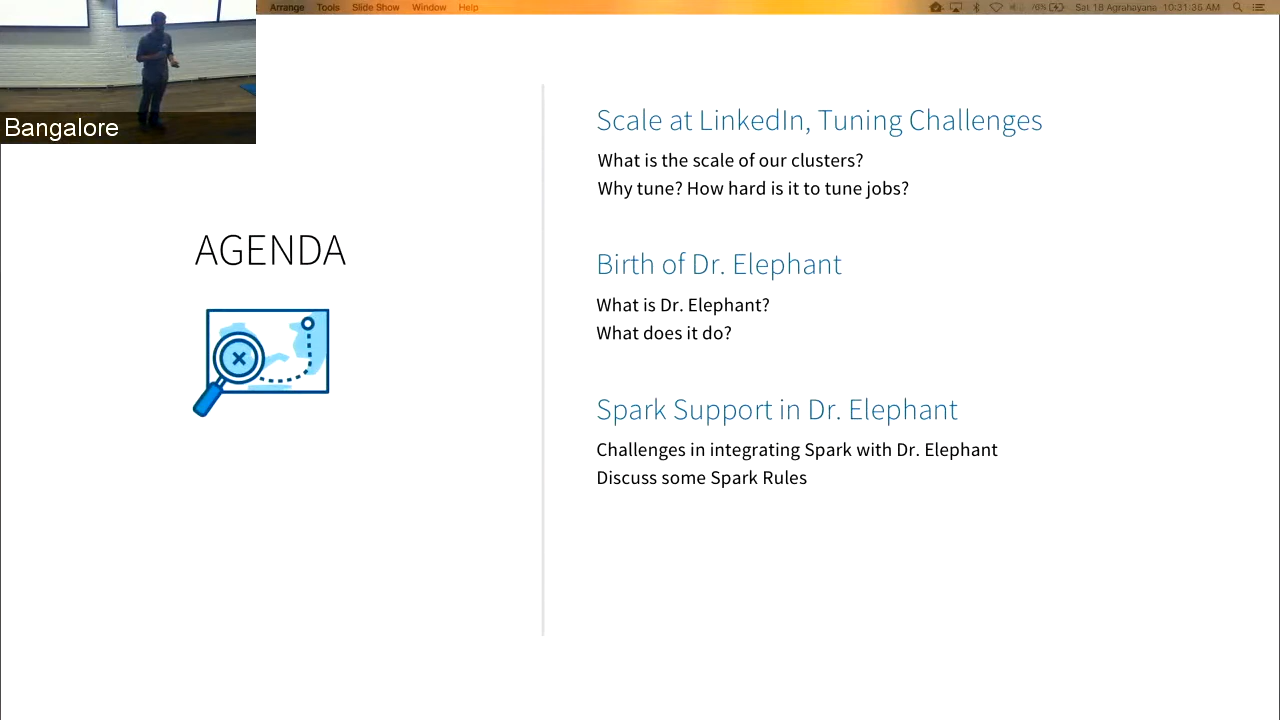 Arrange Tools Slide Show Window Help 76% Sat 18 Agrahayana 10:31:36 AM
Bangalore
AGENDA
Scale at LinkedIn, Tuning Challenges
What is the scale of our clusters?
Why tune? How hard is it to tune jobs?
Birth of Dr. Elephant
What is Dr. Elephant?
What does it do?
Spark Support in Dr. Elephant
Challenges in integrating Spark with Dr. Elephant
Discuss some Spark Rules